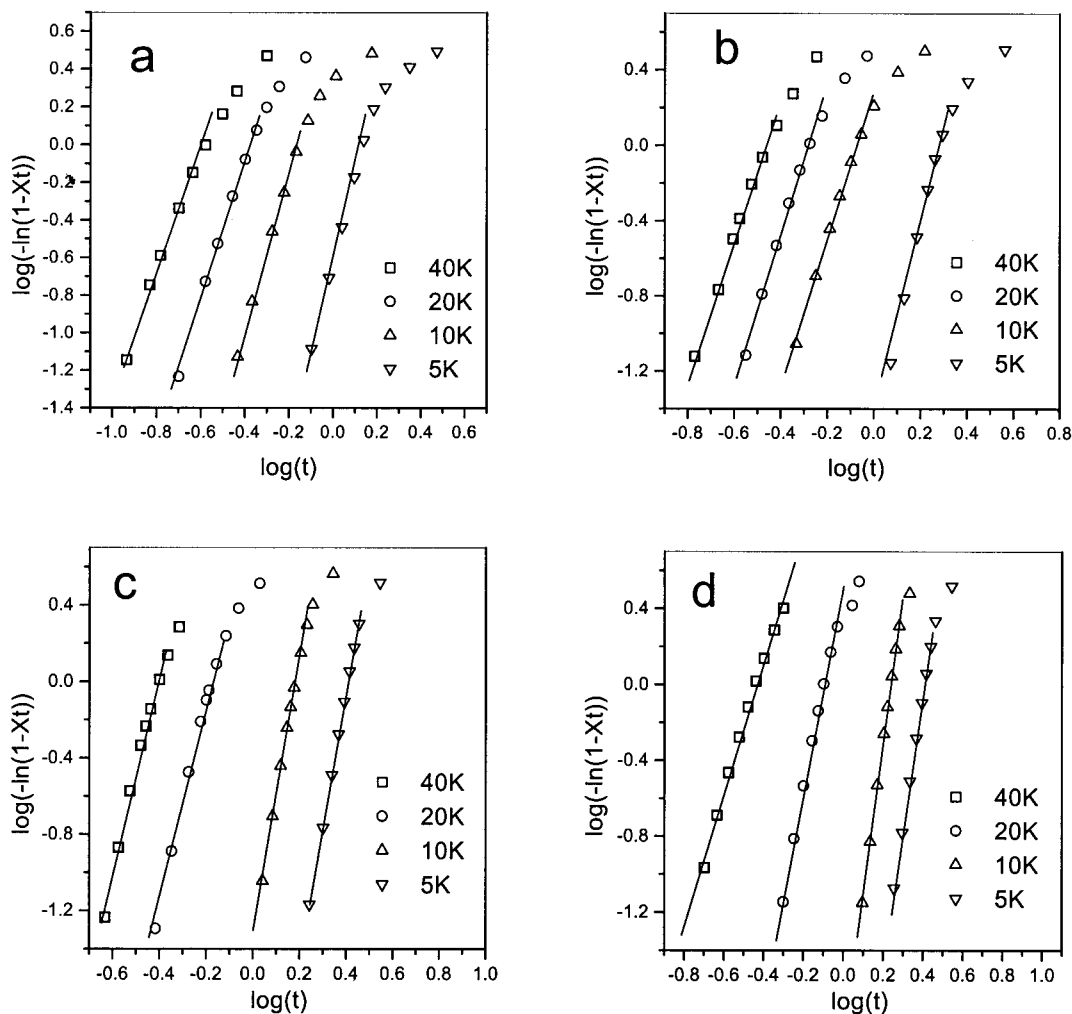 a
log(-ln(1-Xt))
0.6
0.4
0.2
0.0
-0.2
-0.4
-0.6
-0.8
-1.0
-1.2
-1.4
40K
20K
10K
5K
-1.0 -0.8 -0.6 -0.4 -0.2 0.0 0.2 0.4 0.6
log(t)
b
log(-ln(1-Xt))
0.4
0.0
-0.4
-0.8
-1.2
40K
20K
10K
5K
-0.8 -0.6 -0.4 -0.2 0.0 0.2 0.4 0.6 0.8
log(t)
c
log(-ln(1-Xt))
0.4
0.0
-0.4
-0.8
-1.2
40K
20K
10K
5K
-0.6 -0.4 -0.2 0.0 0.2 0.4 0.6 0.8 1.0
log(t)
d
log(-ln(1-Xt))
0.4
0.0
-0.4
-0.8
-1.2
40K
20K
10K
5K
-0.8 -0.6 -0.4 -0.2 0.0 0.2 0.4 0.6 0.8 1.0
log(t)